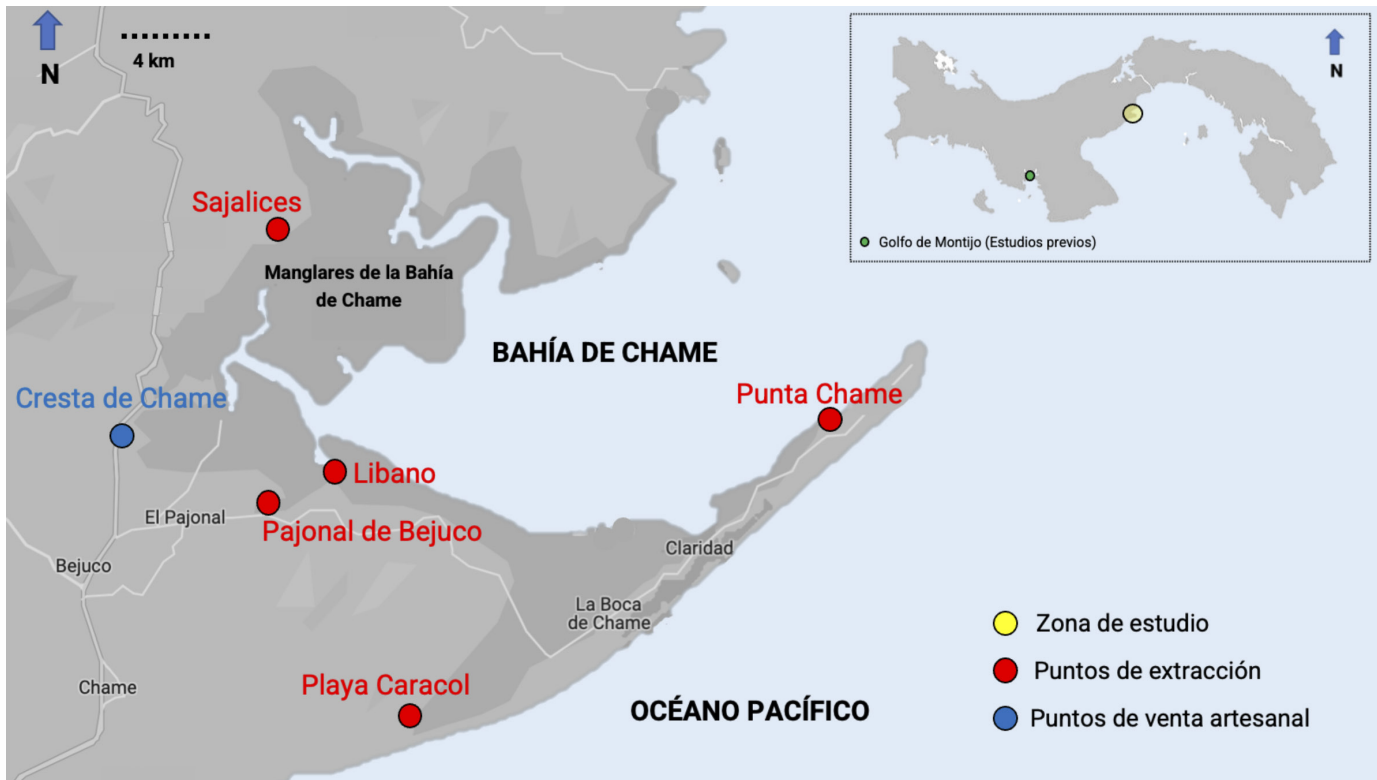 N
4 km
N
Golfo de Montijo (Estudios previos)
Sajalices
Manglares de la Bahía
de Chame
BAHÍA DE CHAME
Cresta de Chame
Punta Chame
Libano
El Pajonal
Pajonal de Bejuco
Bejuco
Claridad
La Boca
de Chame
Chame
Playa Caracol
OCÉANO PACÍFICO
Zona de estudio
Puntos de extracción
Puntos de venta artesanal